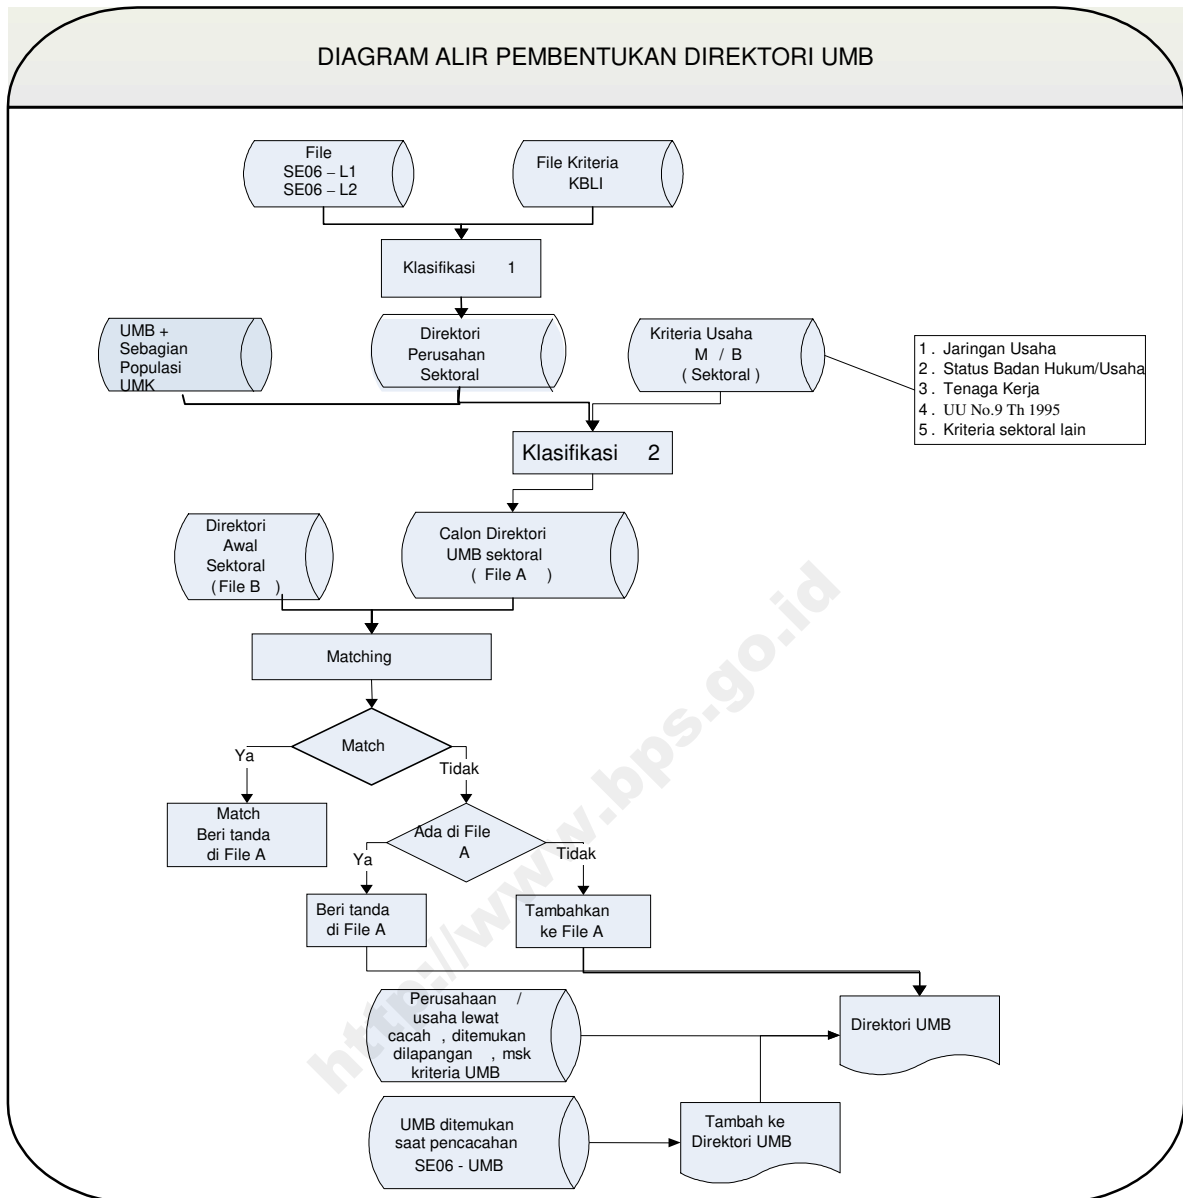 DIAGRAM ALIR PEMBENTUKAN DIREKTORI UMB
File
SE06 – L1
SE06 – L2
File Kriteria
KBLI
Klasifikasi 1
UMB +
Sebagian
Populasi
UMK
Direktori
Perusahan
Sektoral
Kriteria Usaha
M / B
( Sektoral )
1 . Jaringan Usaha
2 . Status Badan Hukum/Usaha
3 . Tenaga Kerja
4 . UU No.9 Th 1995
5 . Kriteria sektoral lain
Klasifikasi 2
Direktori
Awal
Sektoral
( File B )
Calon Direktori
UMB sektoral
( File A )
Matching
Match
Ya
Tidak
Match
Beri tanda
di File A
Ada di File
A
Ya
Tidak
Beri tanda
di File A
Tambahkan
ke File A
Perusahaan /
usaha lewat
cacah , ditemukan
dilapangan , msk
kriteria UMB
Direktori UMB
UMB ditemukan
saat pencacahan
SE06 - UMB
Tambah ke
Direktori UMB
http://www.bps.go.id